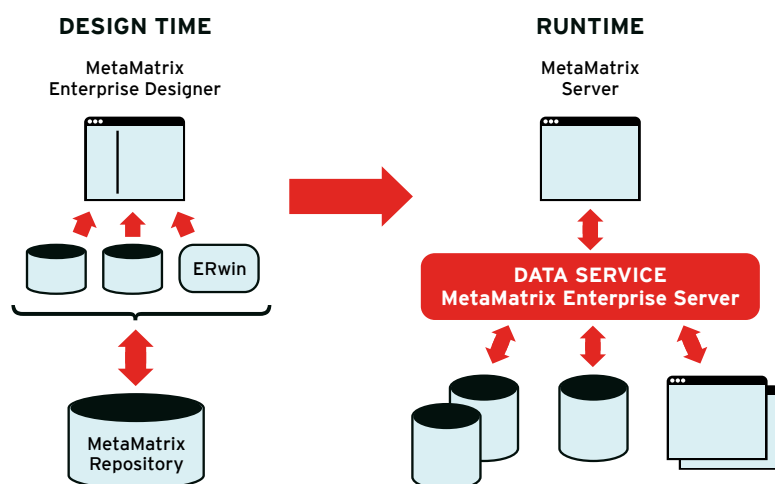 DESIGN TIME
MetaMatrix
Enterprise Designer
ERwin
MetaMatrix
Repository
RUNTIME
MetaMatrix
Server
DATA SERVICE
MetaMatrix Enterprise Server